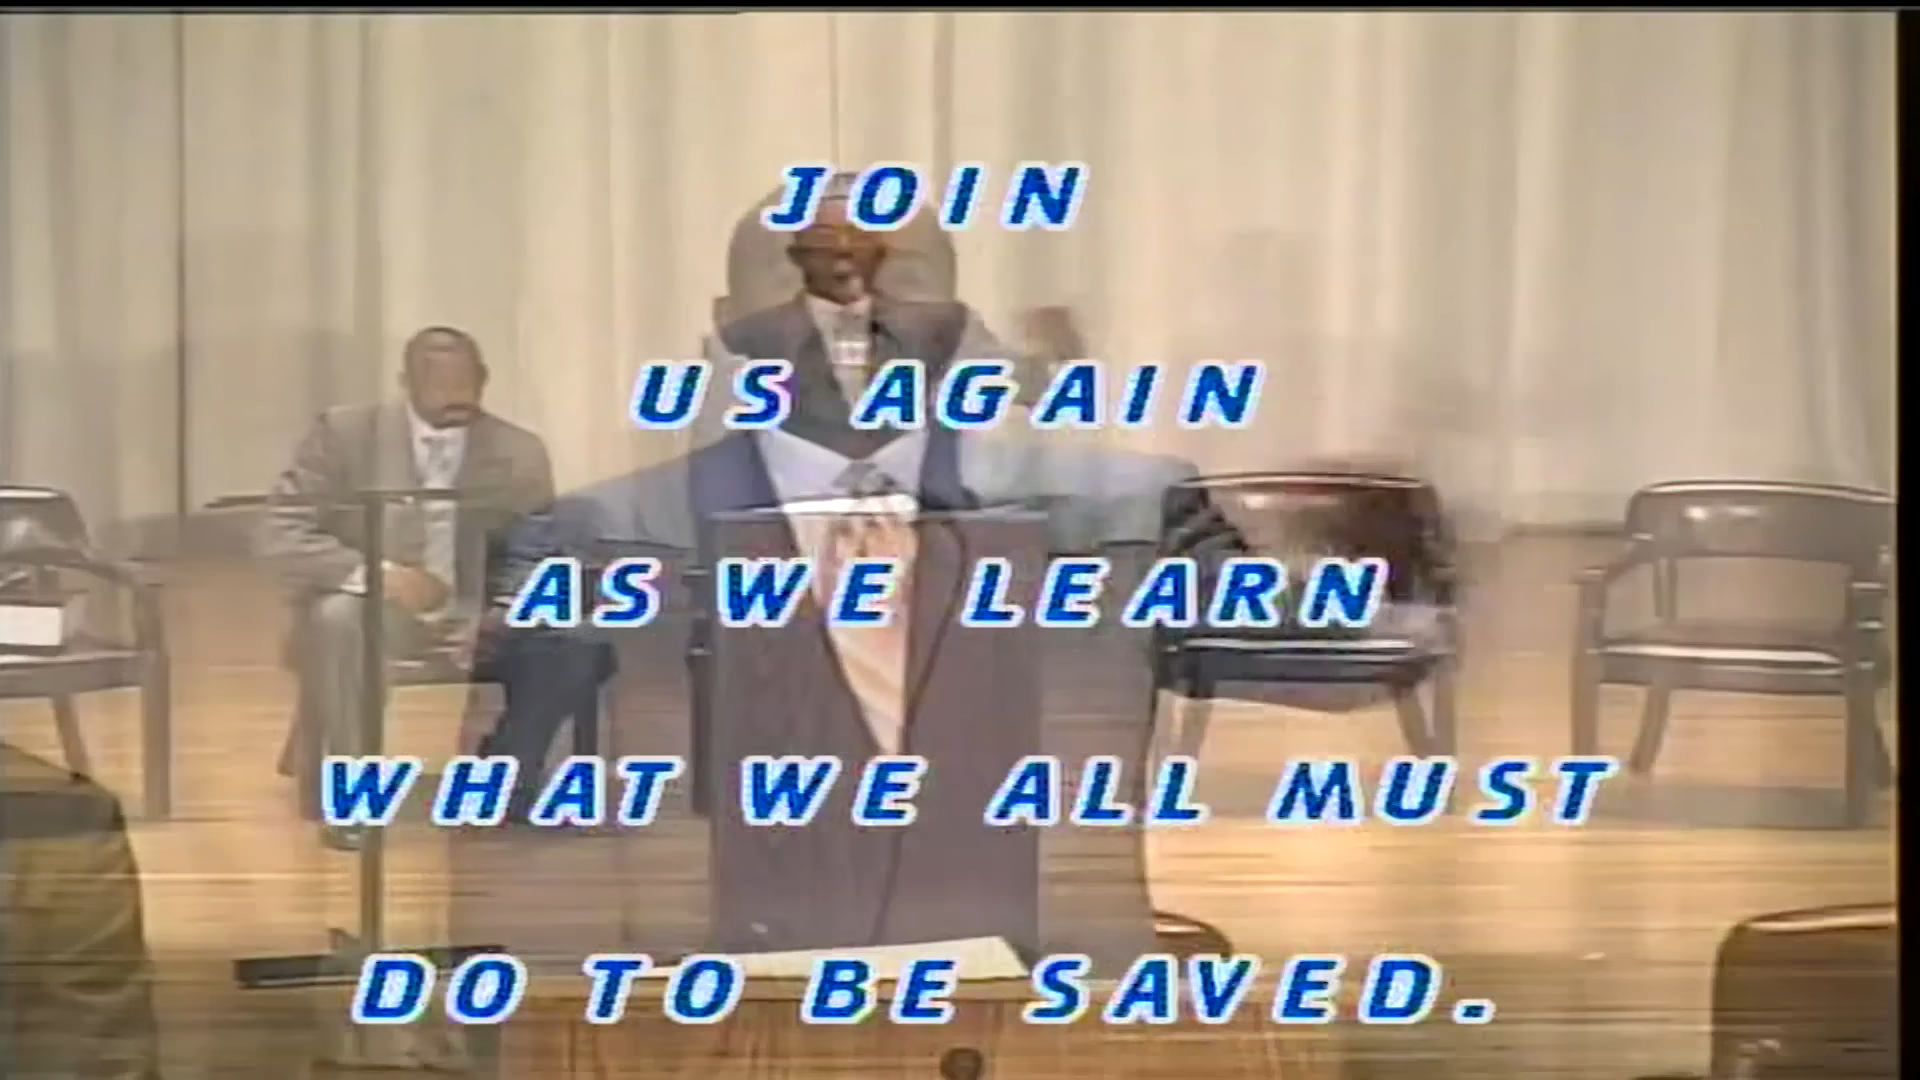 JOIN
US AGAIN
AS WE LEARN
WHAT WE ALL MUST
DO TO BE SAVED.